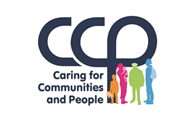 ccp
Caring for
Communities
and People